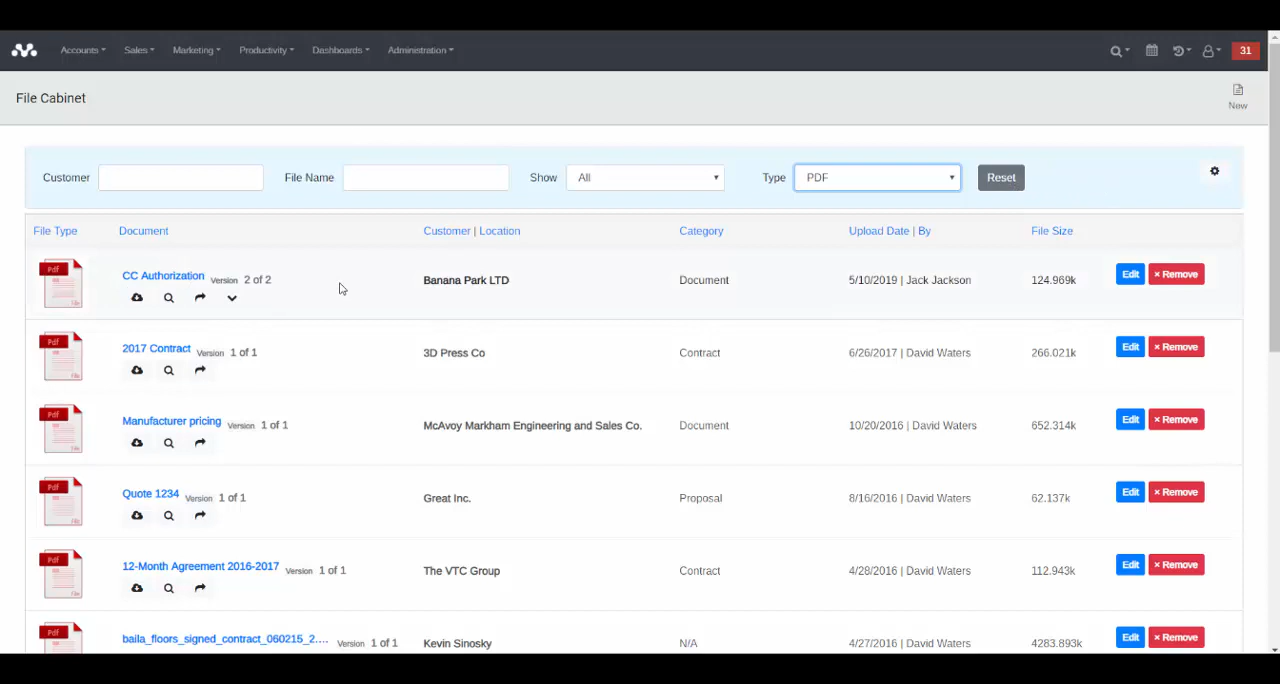 Accounts Sales Marketing Productivity Dashboards Administration 31
File Cabinet
New
Customer File Name Show All Type PDF Reset
File Type Document Customer | Location Category Upload Date | By File Size
Pdf File CC Authorization Version 2 of 2 Banana Park LTD Document 5/10/2019 | Jack Jackson 124.969k Edit × Remove
Pdf File 2017 Contract Version 1 of 1 3D Press Co Contract 6/26/2017 | David Waters 266.021k Edit × Remove
Pdf File Manufacturer pricing Version 1 of 1 McAvoy Markham Engineering and Sales Co. Document 10/20/2016 | David Waters 652.314k Edit × Remove
Pdf File Quote 1234 Version 1 of 1 Great Inc. Proposal 8/16/2016 | David Waters 62.137k Edit × Remove
Pdf File 12-Month Agreement 2016-2017 Version 1 of 1 The VTC Group Contract 4/28/2016 | David Waters 112.943k Edit × Remove
Pdf baila_floors_signed_contract_060215_2.... Version 1 of 1 Kevin Sinosky N/A 4/27/2016 | David Waters 4283.893k Edit × Remove